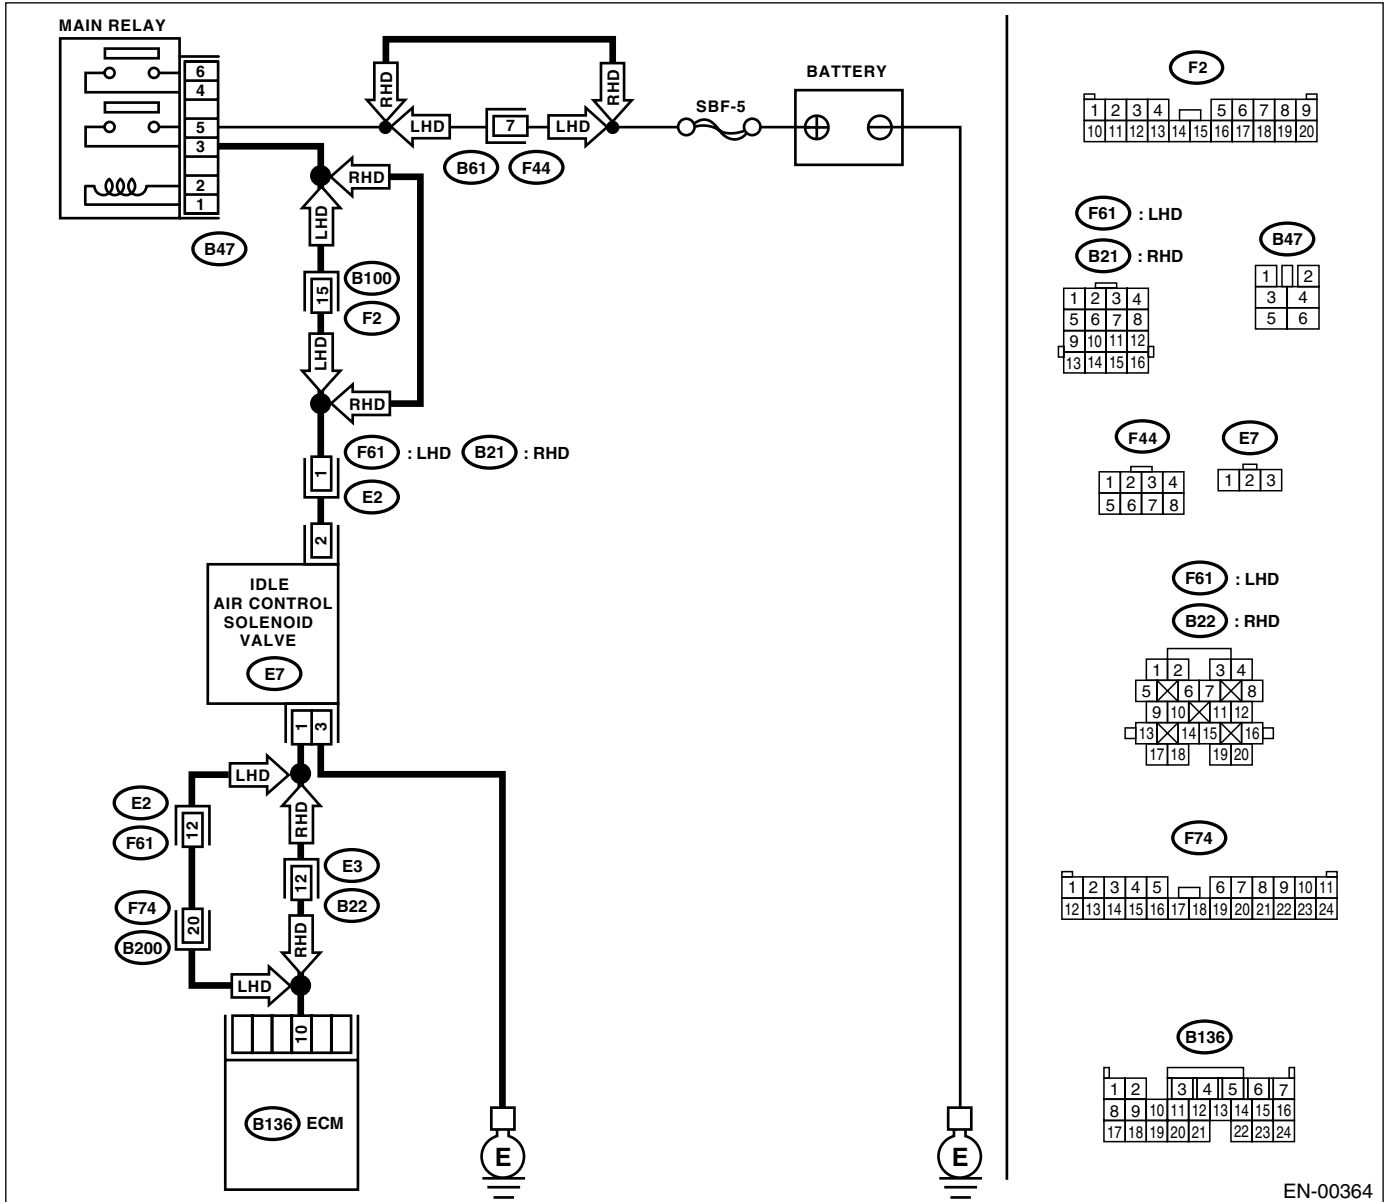 MAIN RELAY
6
4
5
3
2
1
B47
RHD
LHD
7
LHD
RHD
B61
F44
SBF-5
BATTERY
RHD
LHD
15
B100
F2
LHD
RHD
1
F61 : LHD B21 : RHD
E2
2
IDLE
AIR CONTROL
SOLENOID
VALVE
E7
1 3
LHD
RHD
E2
12
F61
12
E3
B22
F74
20
B200
RHD
LHD
10
B136 ECM
E
E
F2
1 2 3 4 5 6 7 8 9
10 11 12 13 14 15 16 17 18 19 20
F61 : LHD
B21 : RHD
1 2 3 4
5 6 7 8
9 10 11 12
13 14 15 16
B47
1 2
3 4
5 6
F44
1 2 3 4
5 6 7 8
E7
1 2 3
F61 : LHD
B22 : RHD
1 2 3 4
5 6 7 8
9 10 11 12
13 14 15 16
17 18 19 20
F74
1 2 3 4 5 6 7 8 9 10 11
12 13 14 15 16 17 18 19 20 21 22 23 24
B136
1 2 3 4 5 6 7
8 9 10 11 12 13 14 15 16
17 18 19 20 21 22 23 24
EN-00364